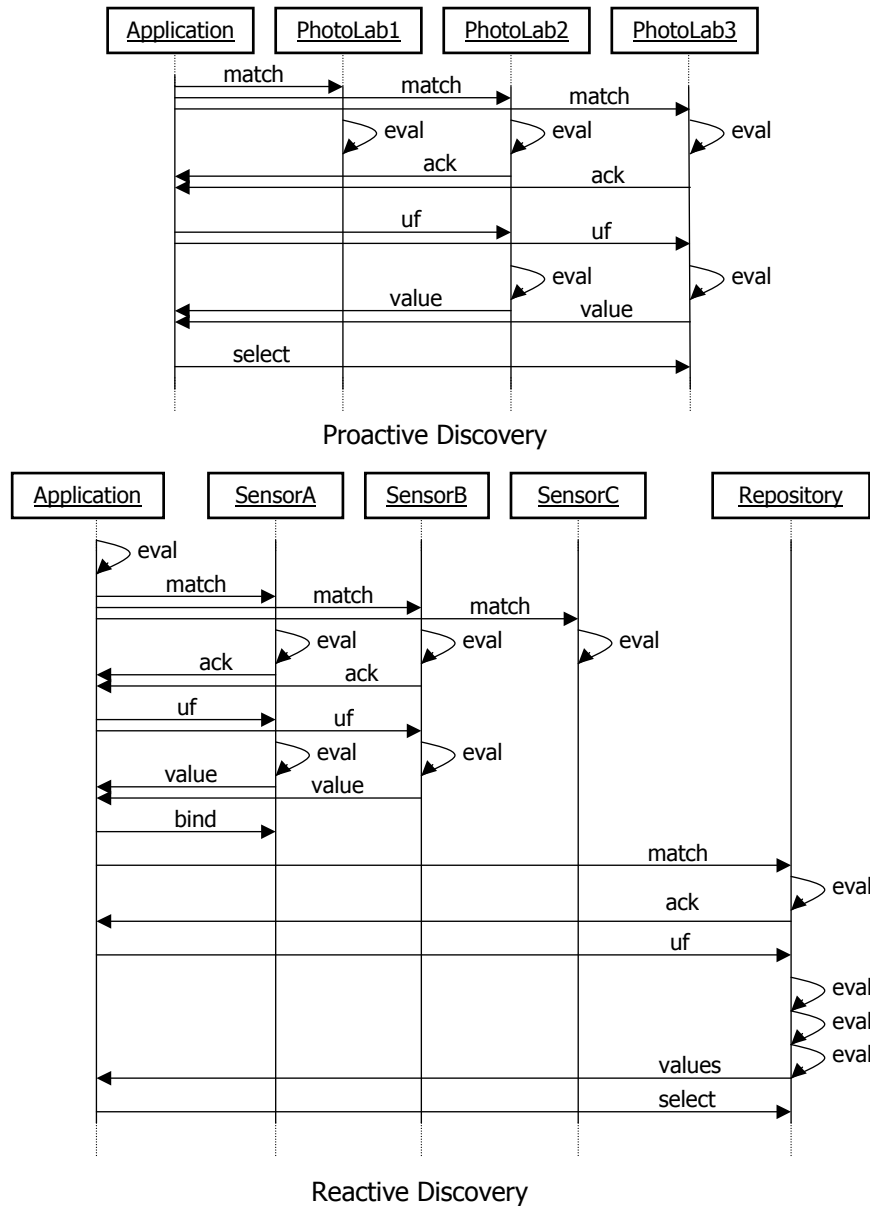 Application PhotoLab1 PhotoLab2 PhotoLab3
match
match
match
eval eval eval
ack
ack
uf
uf
eval eval
value
value
select
Proactive Discovery
Application SensorA SensorB SensorC Repository
eval
match
match
match
eval eval eval
ack
ack
uf
uf
eval eval
value
value
bind
match
eval
ack
uf
eval
eval
eval
values
select
Reactive Discovery